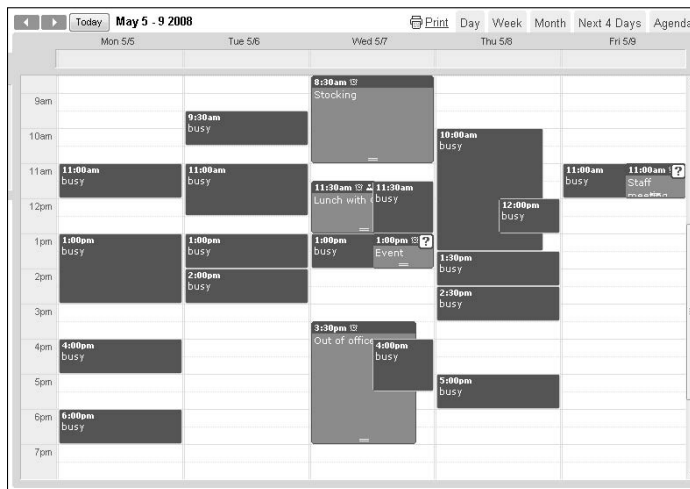 Today May 5 - 9 2008 Print Day Week Month Next 4 Days Agenda
Mon 5/5 Tue 5/6 Wed 5/7 Thu 5/8 Fri 5/9
8:30am
Stocking
9am
9:30am
busy
10am
10:00am
busy
11am
11:00am
busy
11:00am
busy
11:00am
busy
11:00am
Staff
meeting
?
11:30am
Lunch with
11:30am
busy
12pm
12:00pm
busy
1pm
1:00pm
busy
1:00pm
busy
1:00pm
busy
1:00pm
Event
?
1:30pm
busy
2pm
2:00pm
busy
2:30pm
busy
3pm
3:30pm
Out of office
4pm
4:00pm
busy
4:00pm
busy
5pm
5:00pm
busy
6pm
6:00pm
busy
7pm